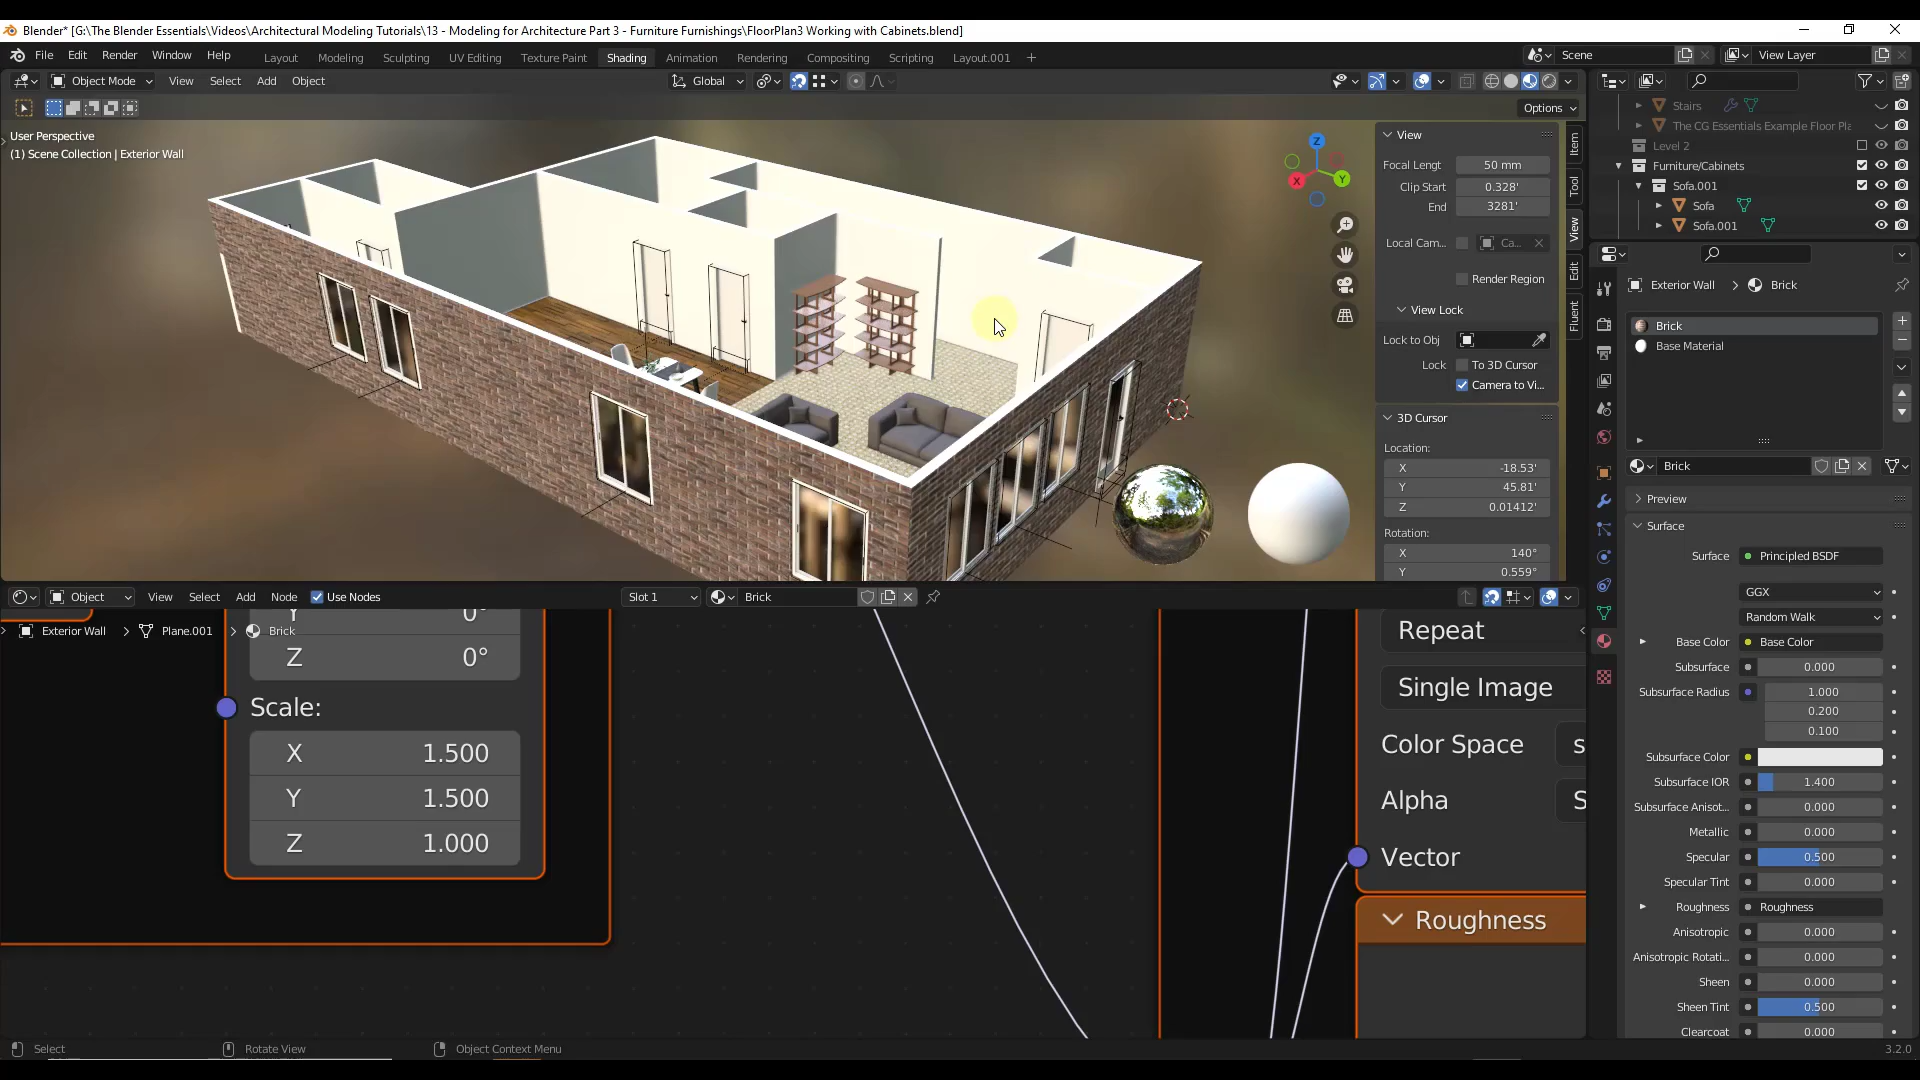 Blender* [G:\The Blender Essentials\Videos\Architectural Modeling Tutorials\13 - Modeling for Architecture Part 3 - Furniture Furnishings\FloorPlan3 Working with Cabinets.blend]
File Edit Render Window Help Layout Modeling Sculpting UV Editing Texture Paint Shading Animation Rendering Compositing Scripting Layout.001 + Scene View Layer
Object Mode View Select Add Object Global
Options
User Perspective
(1) Scene Collection | Exterior Wall
Z
Y
X
View
Focal Lengt 50 mm
Clip Start 0.328'
End 3281'
Local Cam... Ca...
Render Region
View Lock
Lock to Obj
Lock To 3D Cursor
Camera to Vi...
3D Cursor
Location:
X -18.53'
Y 45.81'
Z 0.01412'
Rotation:
X 140°
Y 0.559°
Item
Tool
View
Edit
Fluent
Stairs
The CG Essentials Example Floor Pla
Level 2
Furniture/Cabinets
Sofa.001
Sofa
Sofa.001
Exterior Wall > Brick
Brick
Base Material
Brick
Preview
Surface
Surface Principled BSDF
GGX
Random Walk
Base Color Base Color
Subsurface 0.000
Subsurface Radius 1.000
0.200
0.100
Subsurface Color
Subsurface IOR 1.400
Subsurface Anisot... 0.000
Metallic 0.000
Specular 0.500
Specular Tint 0.000
Roughness Roughness
Anisotropic 0.000
Anisotropic Rotati... 0.000
Sheen 0.000
Sheen Tint 0.500
Clearcoat 0.000
Object View Select Add Node Use Nodes Slot 1 Brick
Exterior Wall > Plane.001 > Brick
Y 0°
Z 0°
Scale:
X 1.500
Y 1.500
Z 1.000
Repeat
Single Image
Color Space s
Alpha S
Vector
Roughness
Select Rotate View Object Context Menu 3.2.0